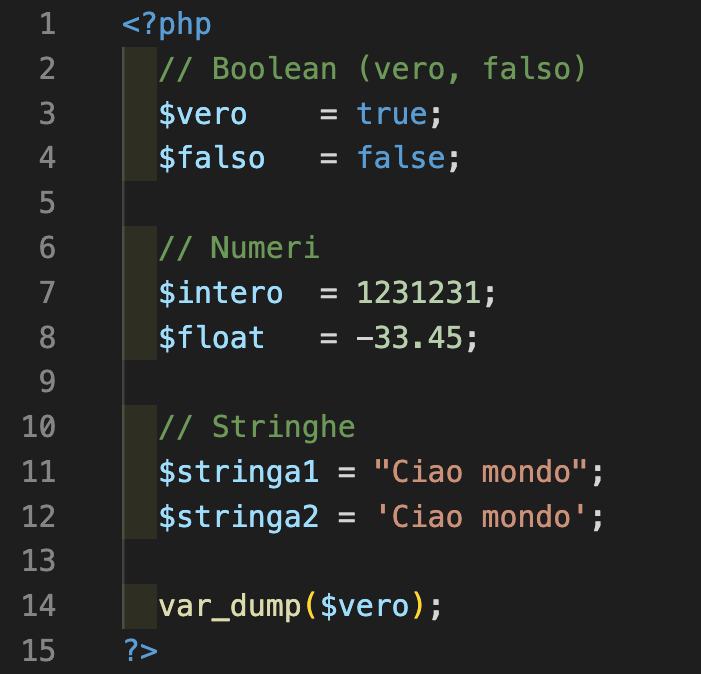 1 <?php
2 // Boolean (vero, falso)
3 $vero    = true;
4 $falso   = false;
5
6 // Numeri
7 $intero  = 1231231;
8 $float   = -33.45;
9
10 // Stringhe
11 $stringa1 = "Ciao mondo";
12 $stringa2 = 'Ciao mondo';
13
14 var_dump($vero);
15 ?>